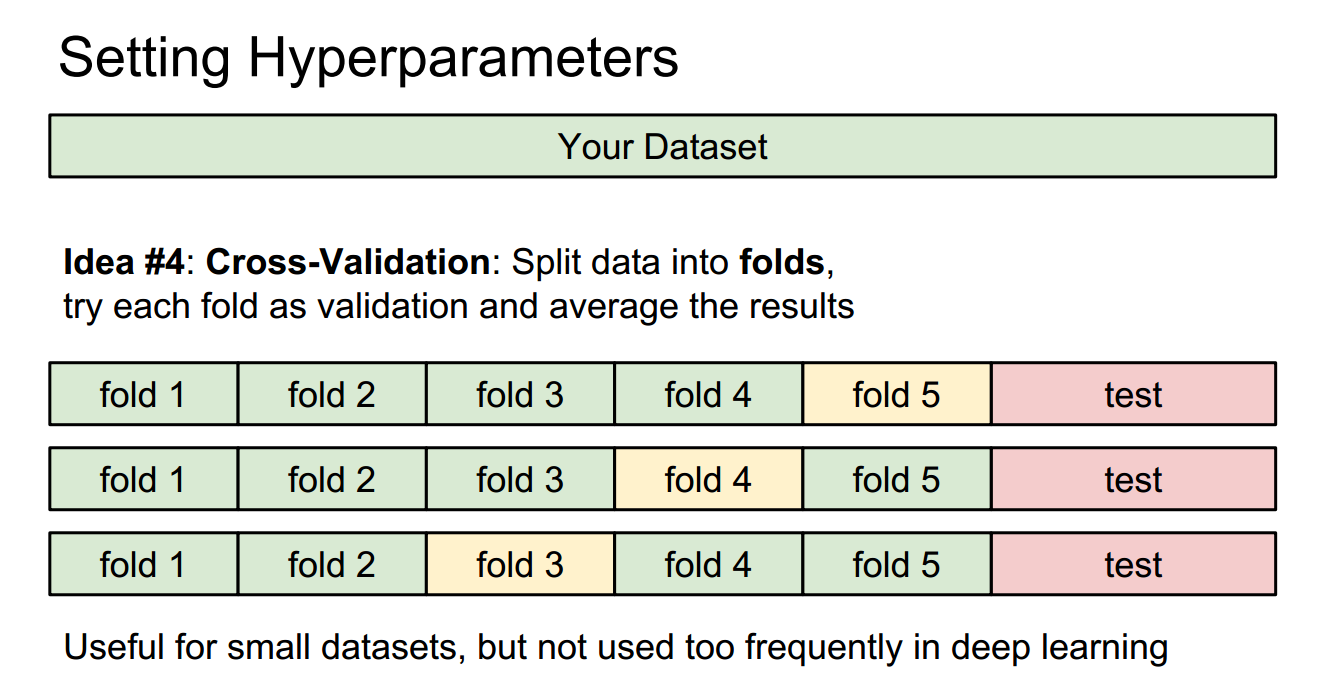 Setting Hyperparameters
Your Dataset
Idea #4: Cross-Validation: Split data into folds,
try each fold as validation and average the results
fold 1 fold 2 fold 3 fold 4 fold 5 test
fold 1 fold 2 fold 3 fold 4 fold 5 test
fold 1 fold 2 fold 3 fold 4 fold 5 test
Useful for small datasets, but not used too frequently in deep learning